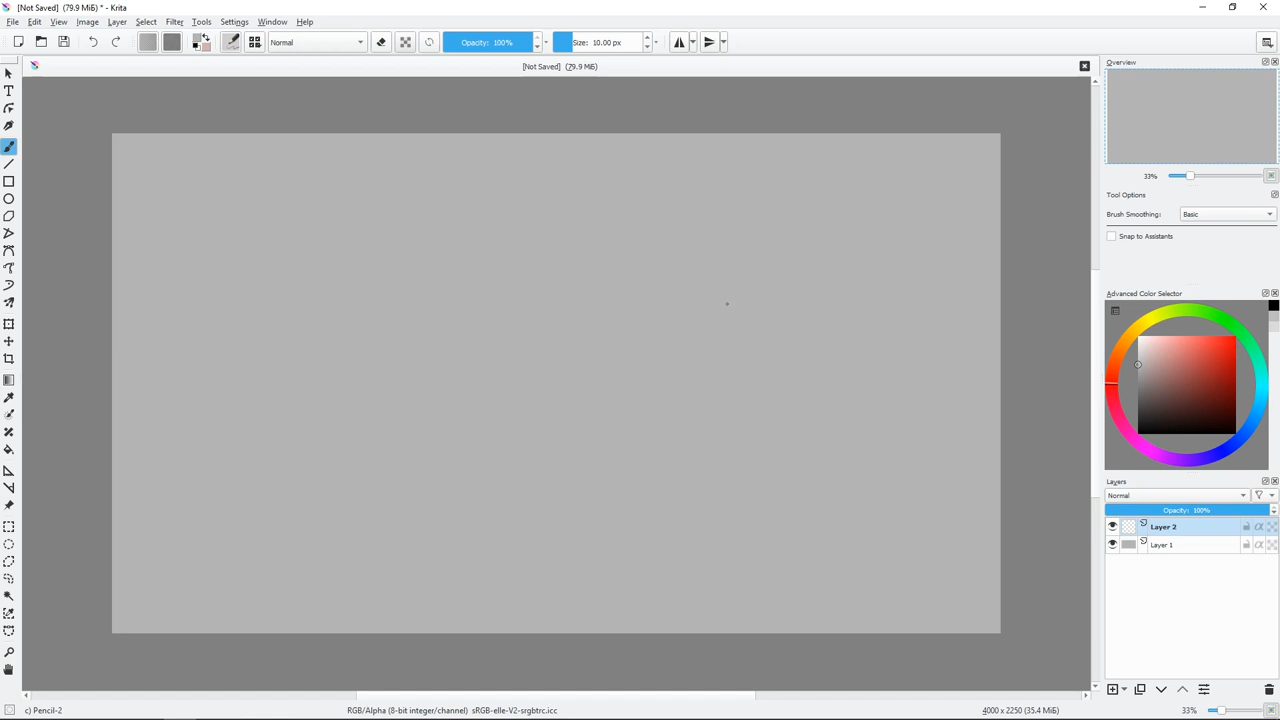 [Not Saved] (79.9 MiB) * - Krita
File Edit View Image Layer Select Filter Tools Settings Window Help
Normal Opacity: 100% Size: 10.00 px
[Not Saved] (79.9 MiB)
Overview
33%
Tool Options
Brush Smoothing: Basic
Snap to Assistants
Advanced Color Selector
Layers
Normal
Opacity: 100%
Layer 2
Layer 1
c) Pencil-2 RGB/Alpha (8-bit integer/channel) sRGB-elle-V2-srgbtrc.icc 4000 x 2250 (35.4 MiB) 33%